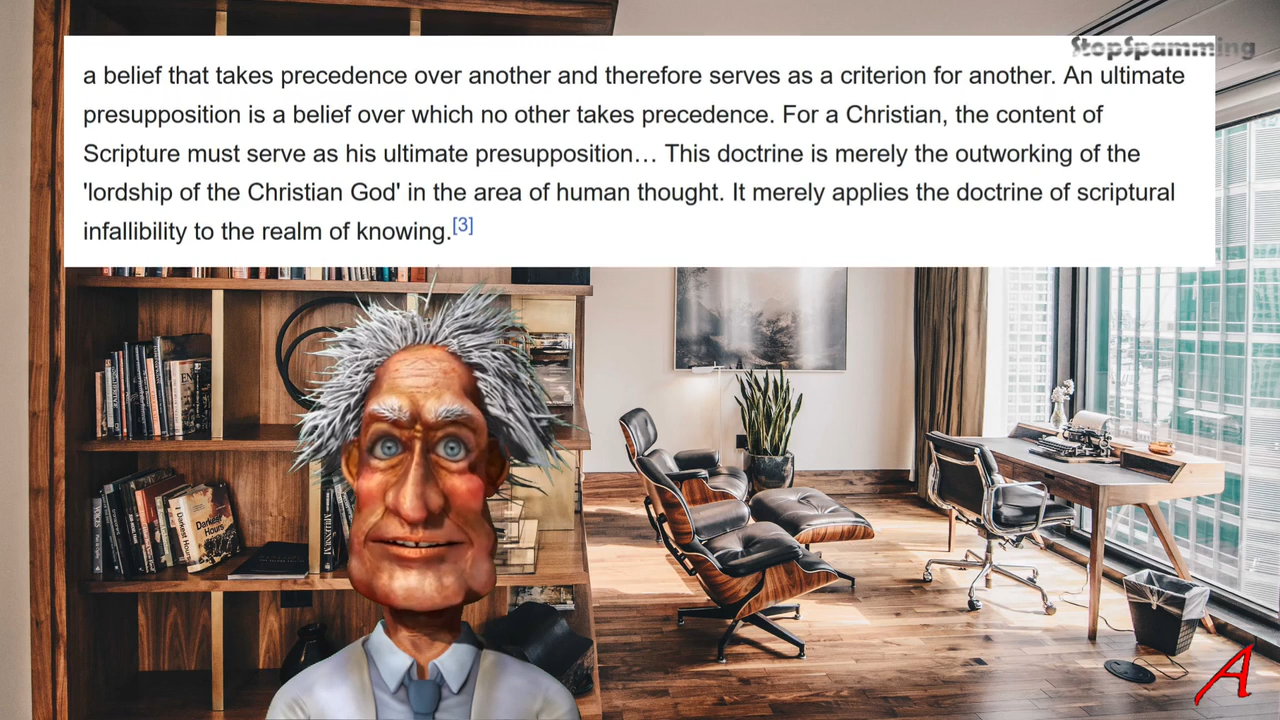 StopSpamming
a belief that takes precedence over another and therefore serves as a criterion for another. An ultimate
presupposition is a belief over which no other takes precedence. For a Christian, the content of
Scripture must serve as his ultimate presupposition… This doctrine is merely the outworking of the
'lordship of the Christian God' in the area of human thought. It merely applies the doctrine of scriptural
infallibility to the realm of knowing.[3]
Darkest
Hours
A